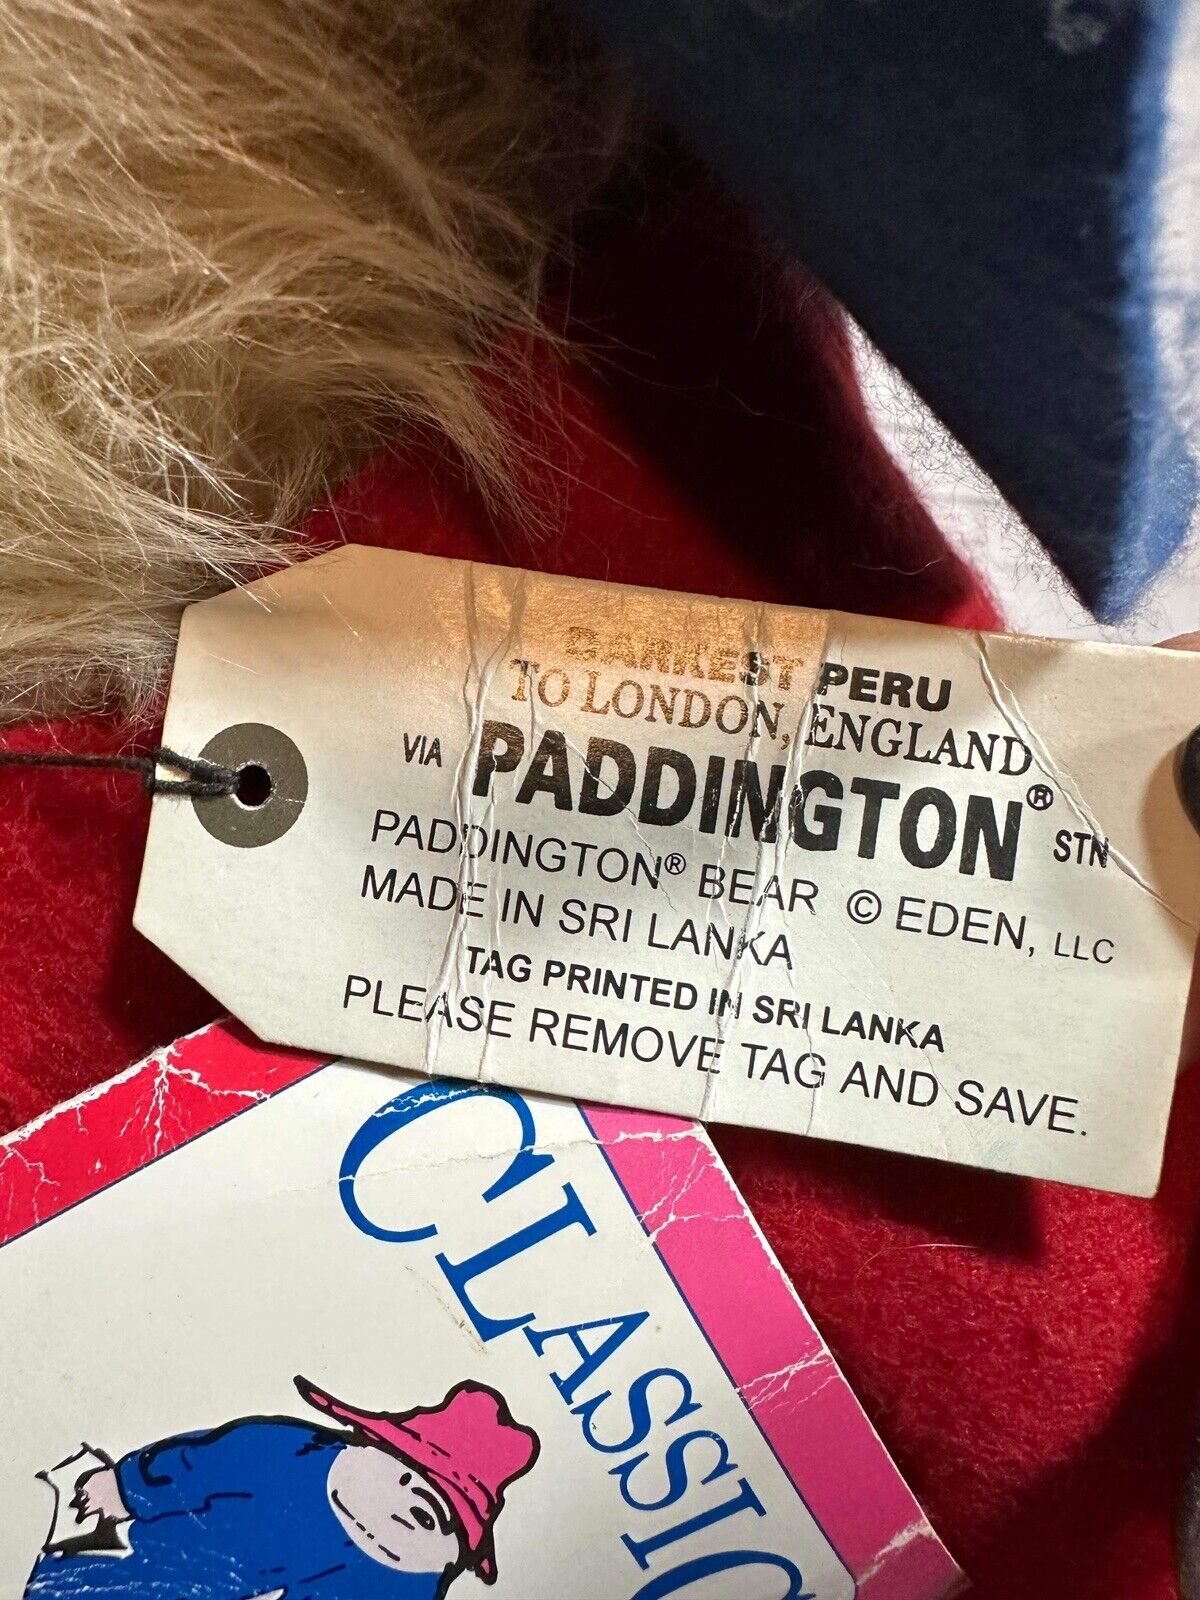 DARKEST PERU
TO LONDON, ENGLAND
VIA PADDINGTON® STN
PADDINGTON® BEAR © EDEN, LLC
MADE IN SRI LANKA
TAG PRINTED IN SRI LANKA
PLEASE REMOVE TAG AND SAVE.
CLASSIC